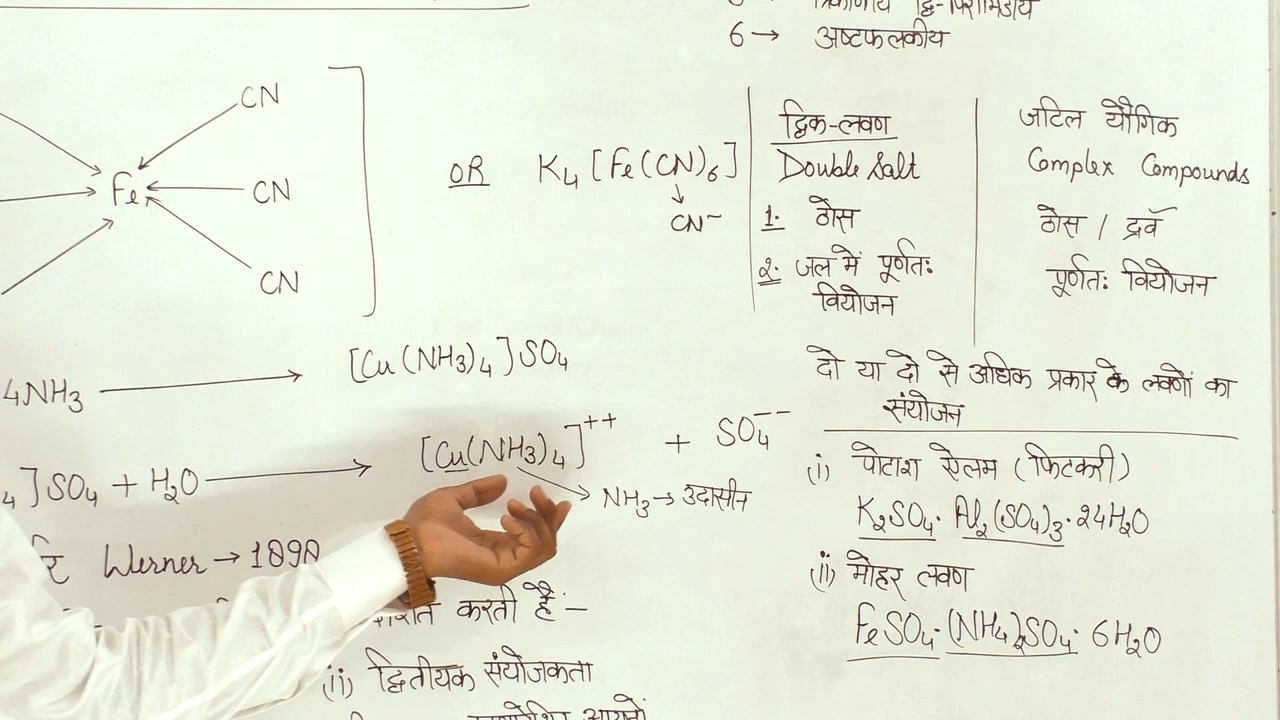 6 → अष्टफलकीय
CN
Fe
CN
CN
OR K4 [Fe(CN)6]
CN−
4NH3 ⟶ [Cu(NH3)4]SO4
4]SO4 + H2O ⟶ [Cu(NH3)4]++ + SO4−−
NH3 → उदासीन
Werner →
करती है:−
(ii) द्वितीयक संयोजकता
द्विक-लवण
Double Salt
1. ठोस
2. जल में पूर्णतः
वियोजन
जटिल यौगिक
Complex Compounds
ठोस / द्रव
पूर्णतः वियोजन
दो या दो से अधिक प्रकार के लवणों का
संयोजन
(i) पोटाश ऐलम (फिटकरी)
K2SO4· Al2(SO4)3·24H2O
(ii) मोहर लवण
FeSO4·(NH4)2SO4· 6H2O